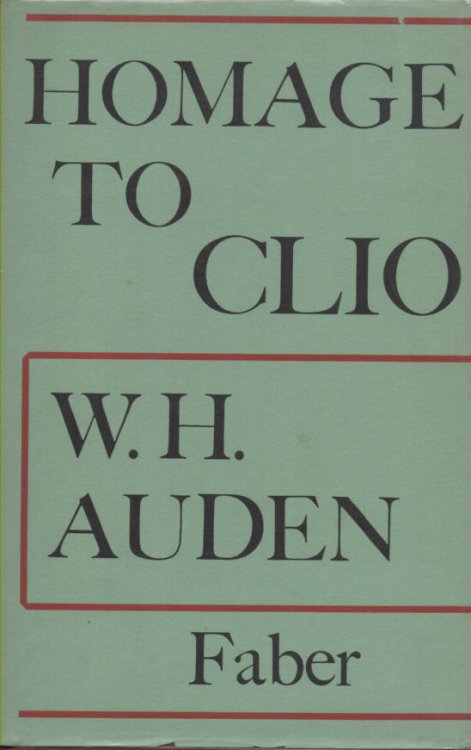 HOMAGE
TO
CLIO
W. H.
AUDEN
Faber